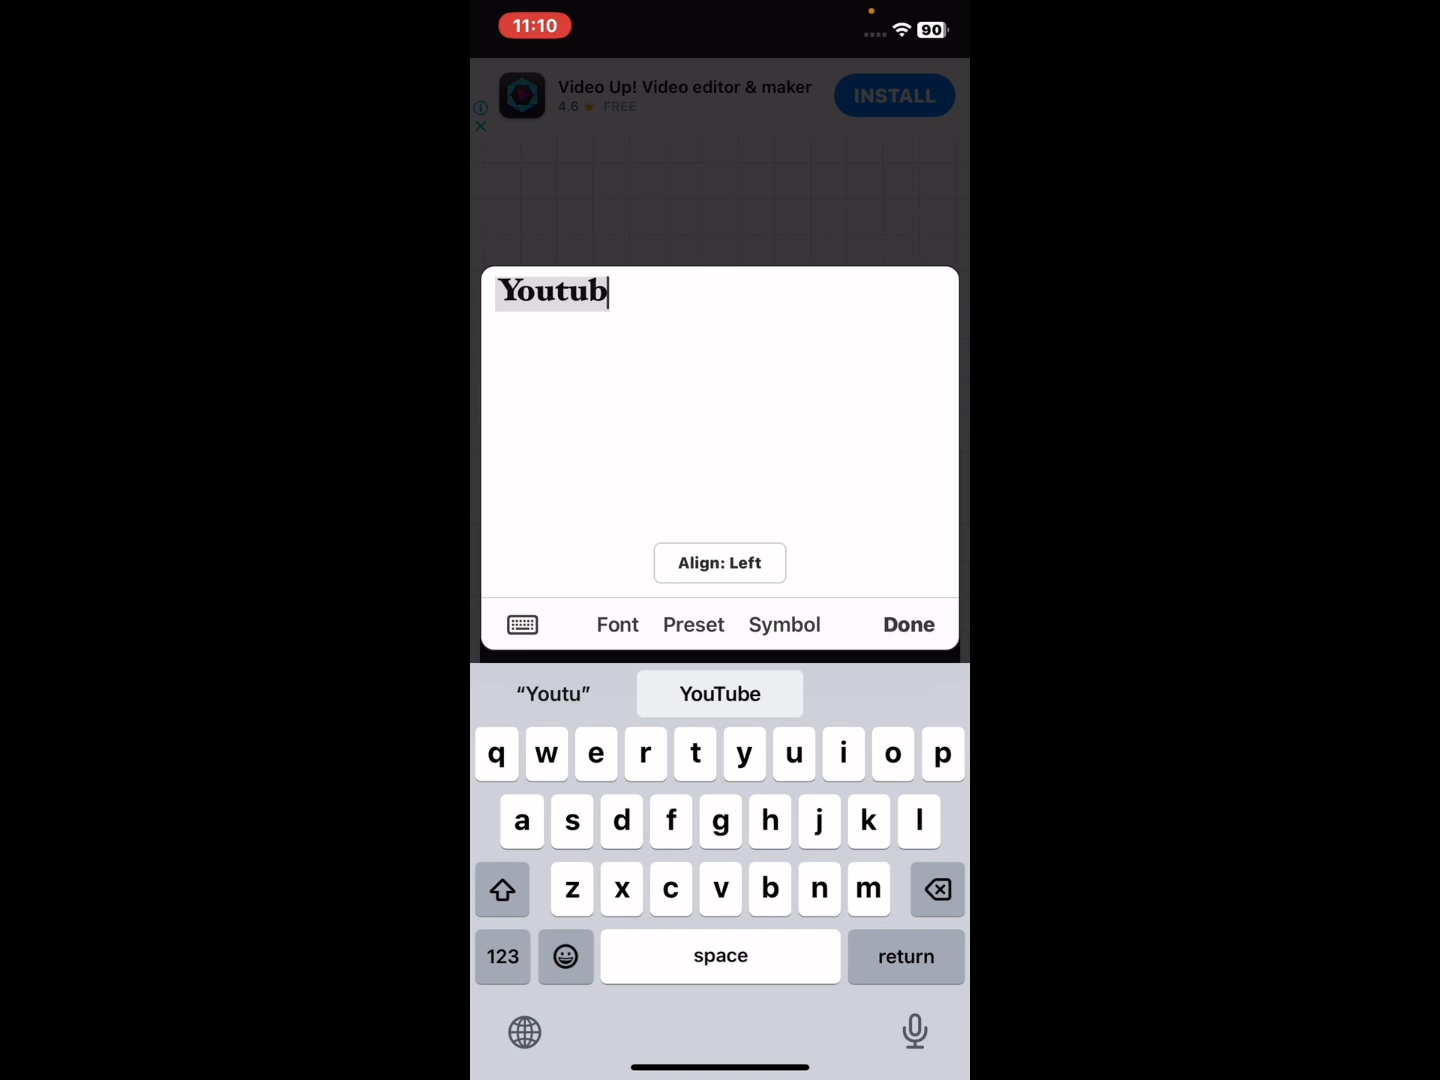 11:10
90
Video Up! Video editor & maker
INSTALL
4.6 ★ FREE
Youtub
Align: Left
Font Preset Symbol Done
“Youtu” YouTube
q w e r t y u i o p
a s d f g h j k l
z x c v b n m
123 space return